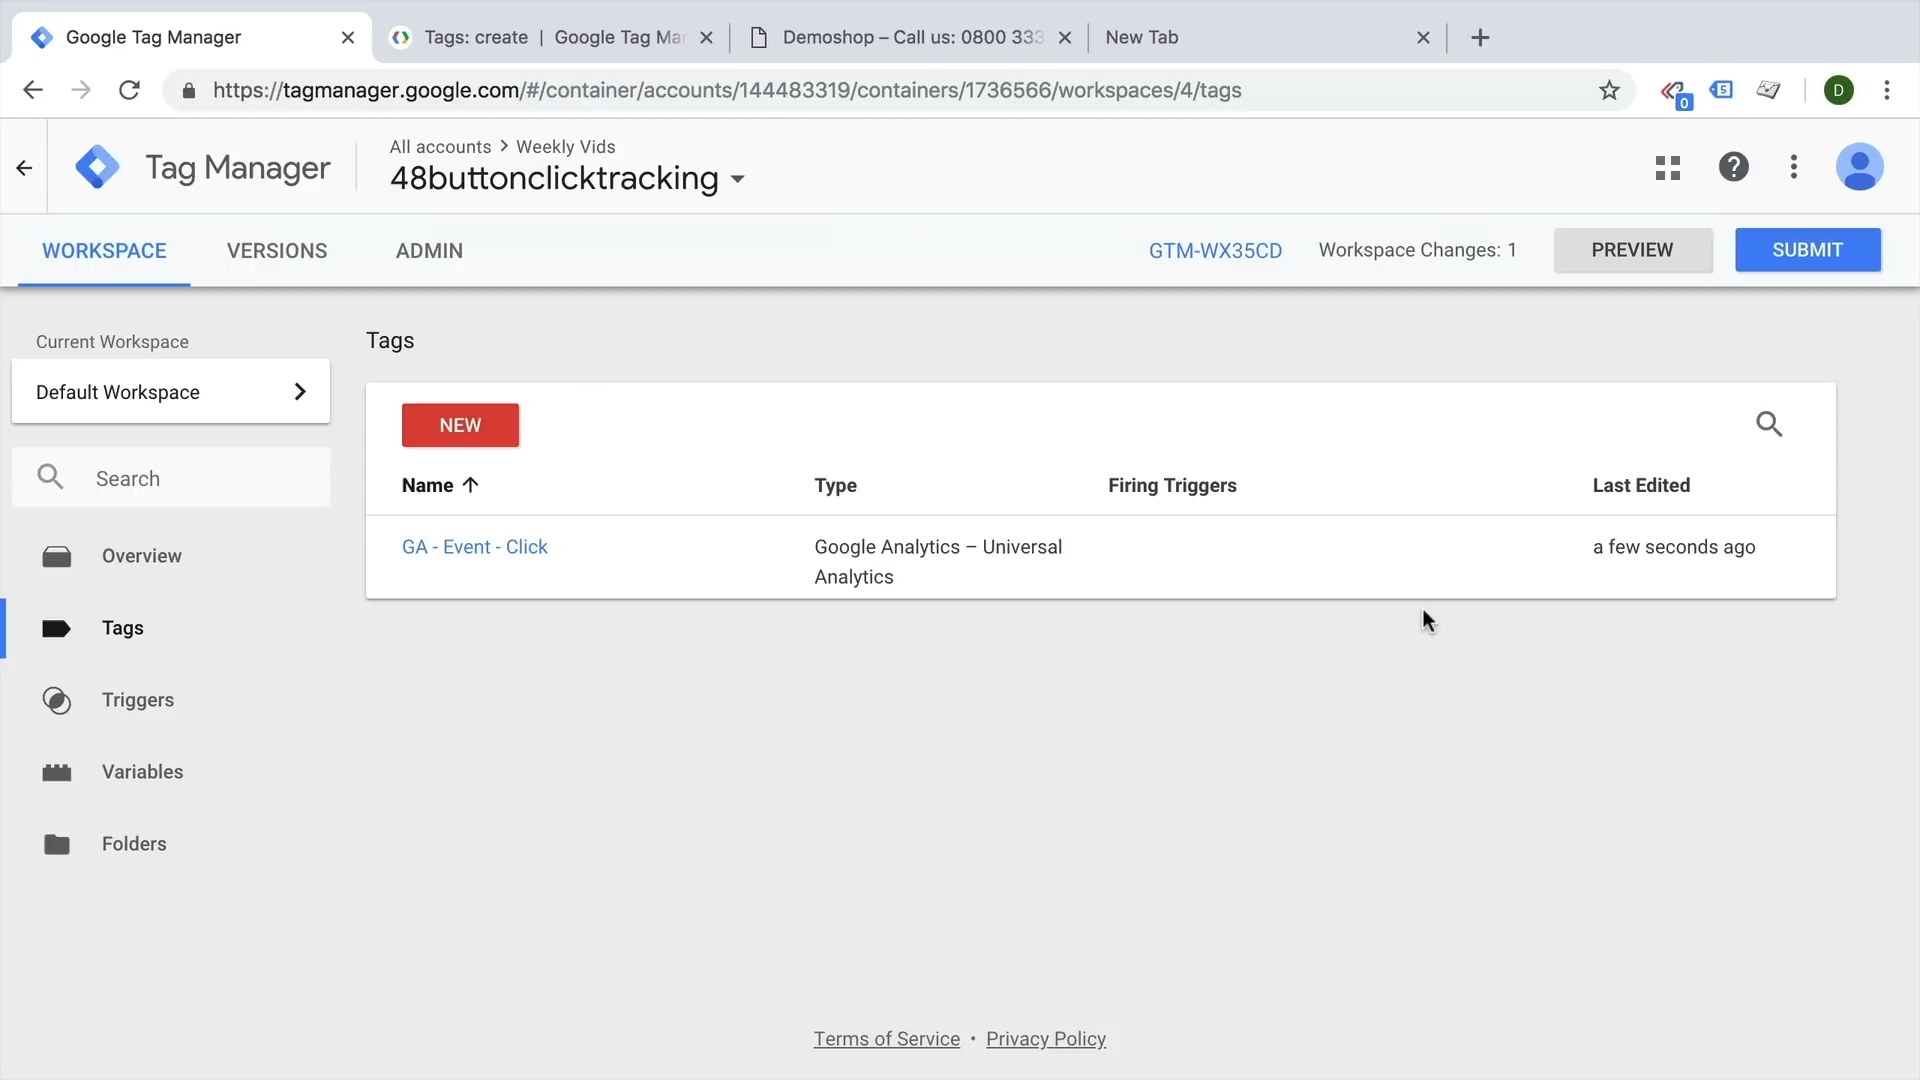 Google Tag Manager
Tags: create | Google Tag Mar
Demoshop – Call us: 0800 333
New Tab
https://tagmanager.google.com/#/container/accounts/144483319/containers/1736566/workspaces/4/tags
0
5
D
Tag Manager
All accounts > Weekly Vids
48buttonclicktracking
WORKSPACE
VERSIONS
ADMIN
GTM-WX35CD
Workspace Changes: 1
PREVIEW
SUBMIT
Current Workspace
Default Workspace
Search
Overview
Tags
Triggers
Variables
Folders
Tags
NEW
Name
Type
Firing Triggers
Last Edited
GA - Event - Click
Google Analytics – Universal
Analytics
a few seconds ago
Terms of Service • Privacy Policy